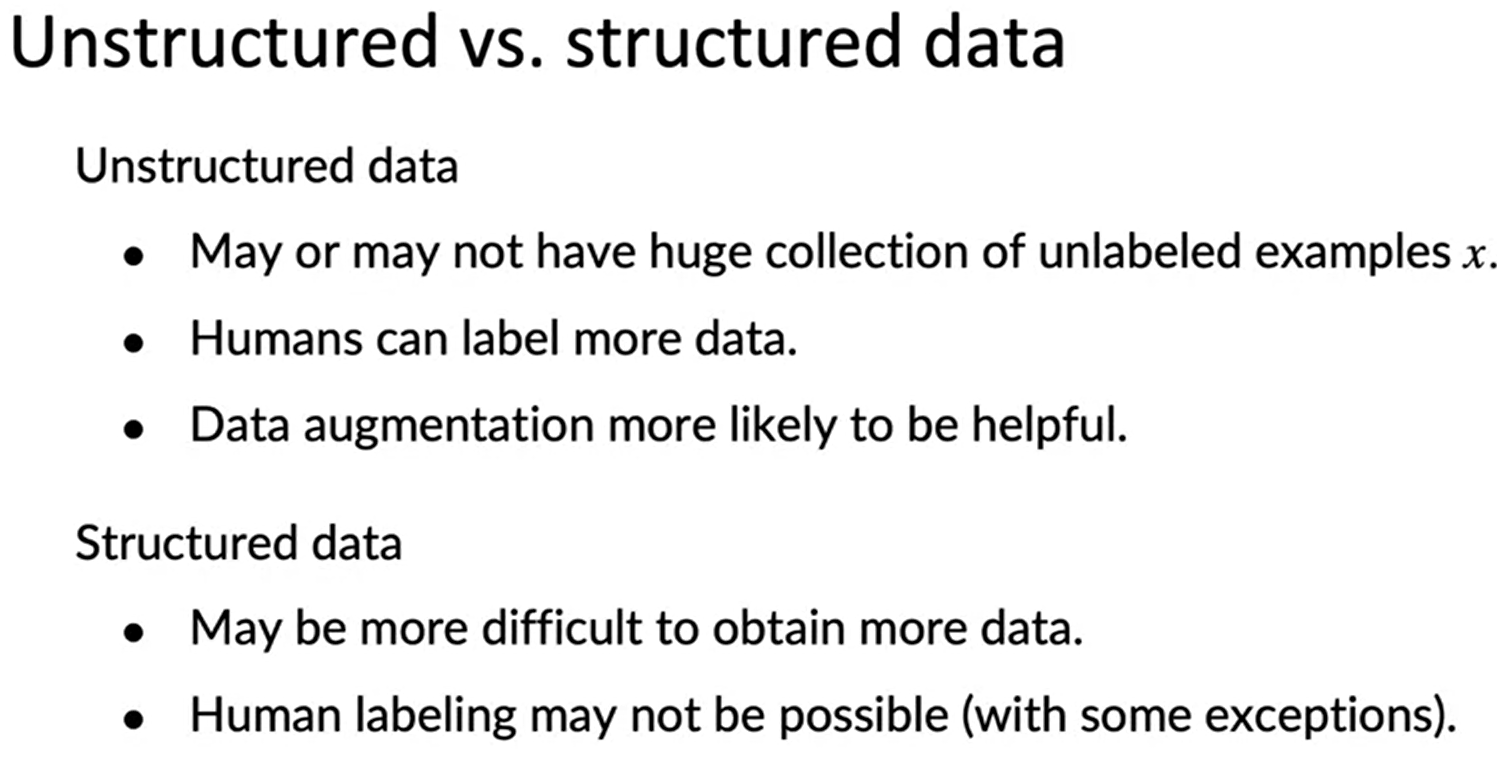 Unstructured vs. structured data
Unstructured data
• May or may not have huge collection of unlabeled examples x.
• Humans can label more data.
• Data augmentation more likely to be helpful.
Structured data
• May be more difficult to obtain more data.
• Human labeling may not be possible (with some exceptions).